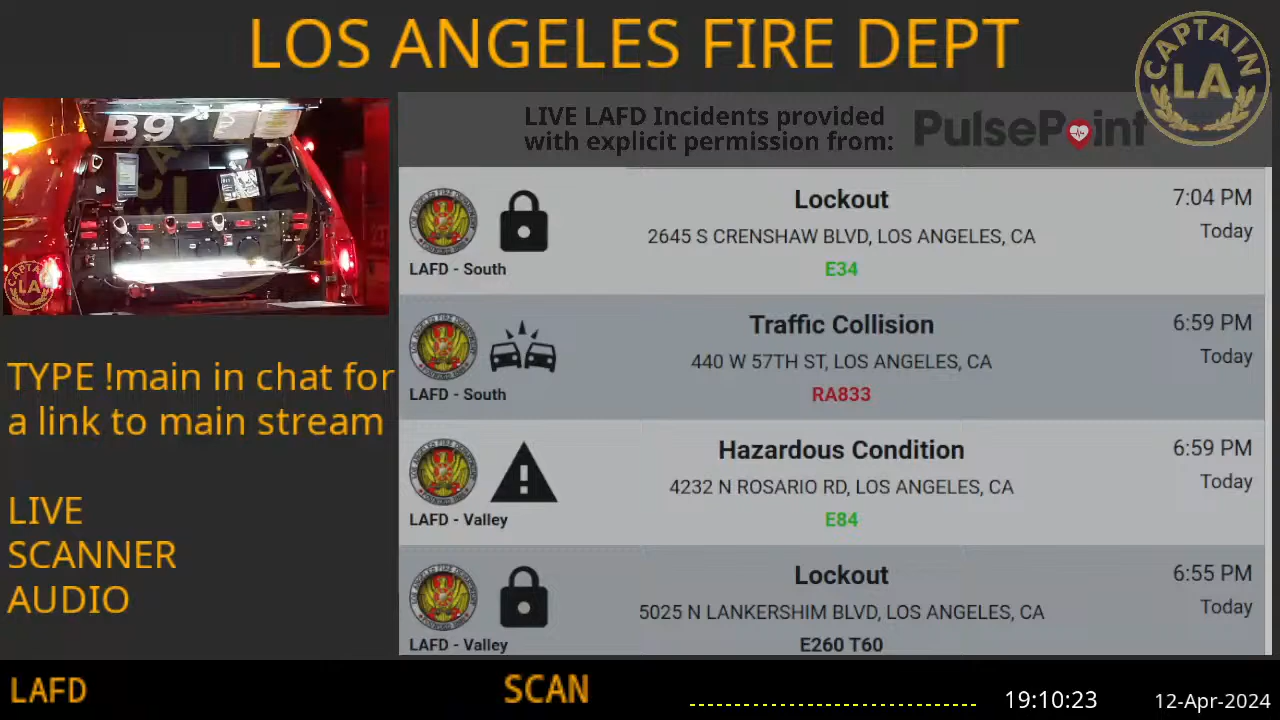 LOS ANGELES FIRE DEPT
CAPTAIN
LA
B9
LA
LIVE LAFD Incidents provided
with explicit permission from:
PulsePoint
Lockout
7:04 PM
2645 S CRENSHAW BLVD, LOS ANGELES, CA
Today
LAFD - South
E34
Traffic Collision
6:59 PM
440 W 57TH ST, LOS ANGELES, CA
Today
LAFD - South
RA833
Hazardous Condition
6:59 PM
4232 N ROSARIO RD, LOS ANGELES, CA
Today
LAFD - Valley
E84
Lockout
6:55 PM
5025 N LANKERSHIM BLVD, LOS ANGELES, CA
Today
LAFD - Valley
E260 T60
TYPE !main in chat for
a link to main stream
LIVE
SCANNER
AUDIO
LAFD
SCAN
19:10:23
12-Apr-2024